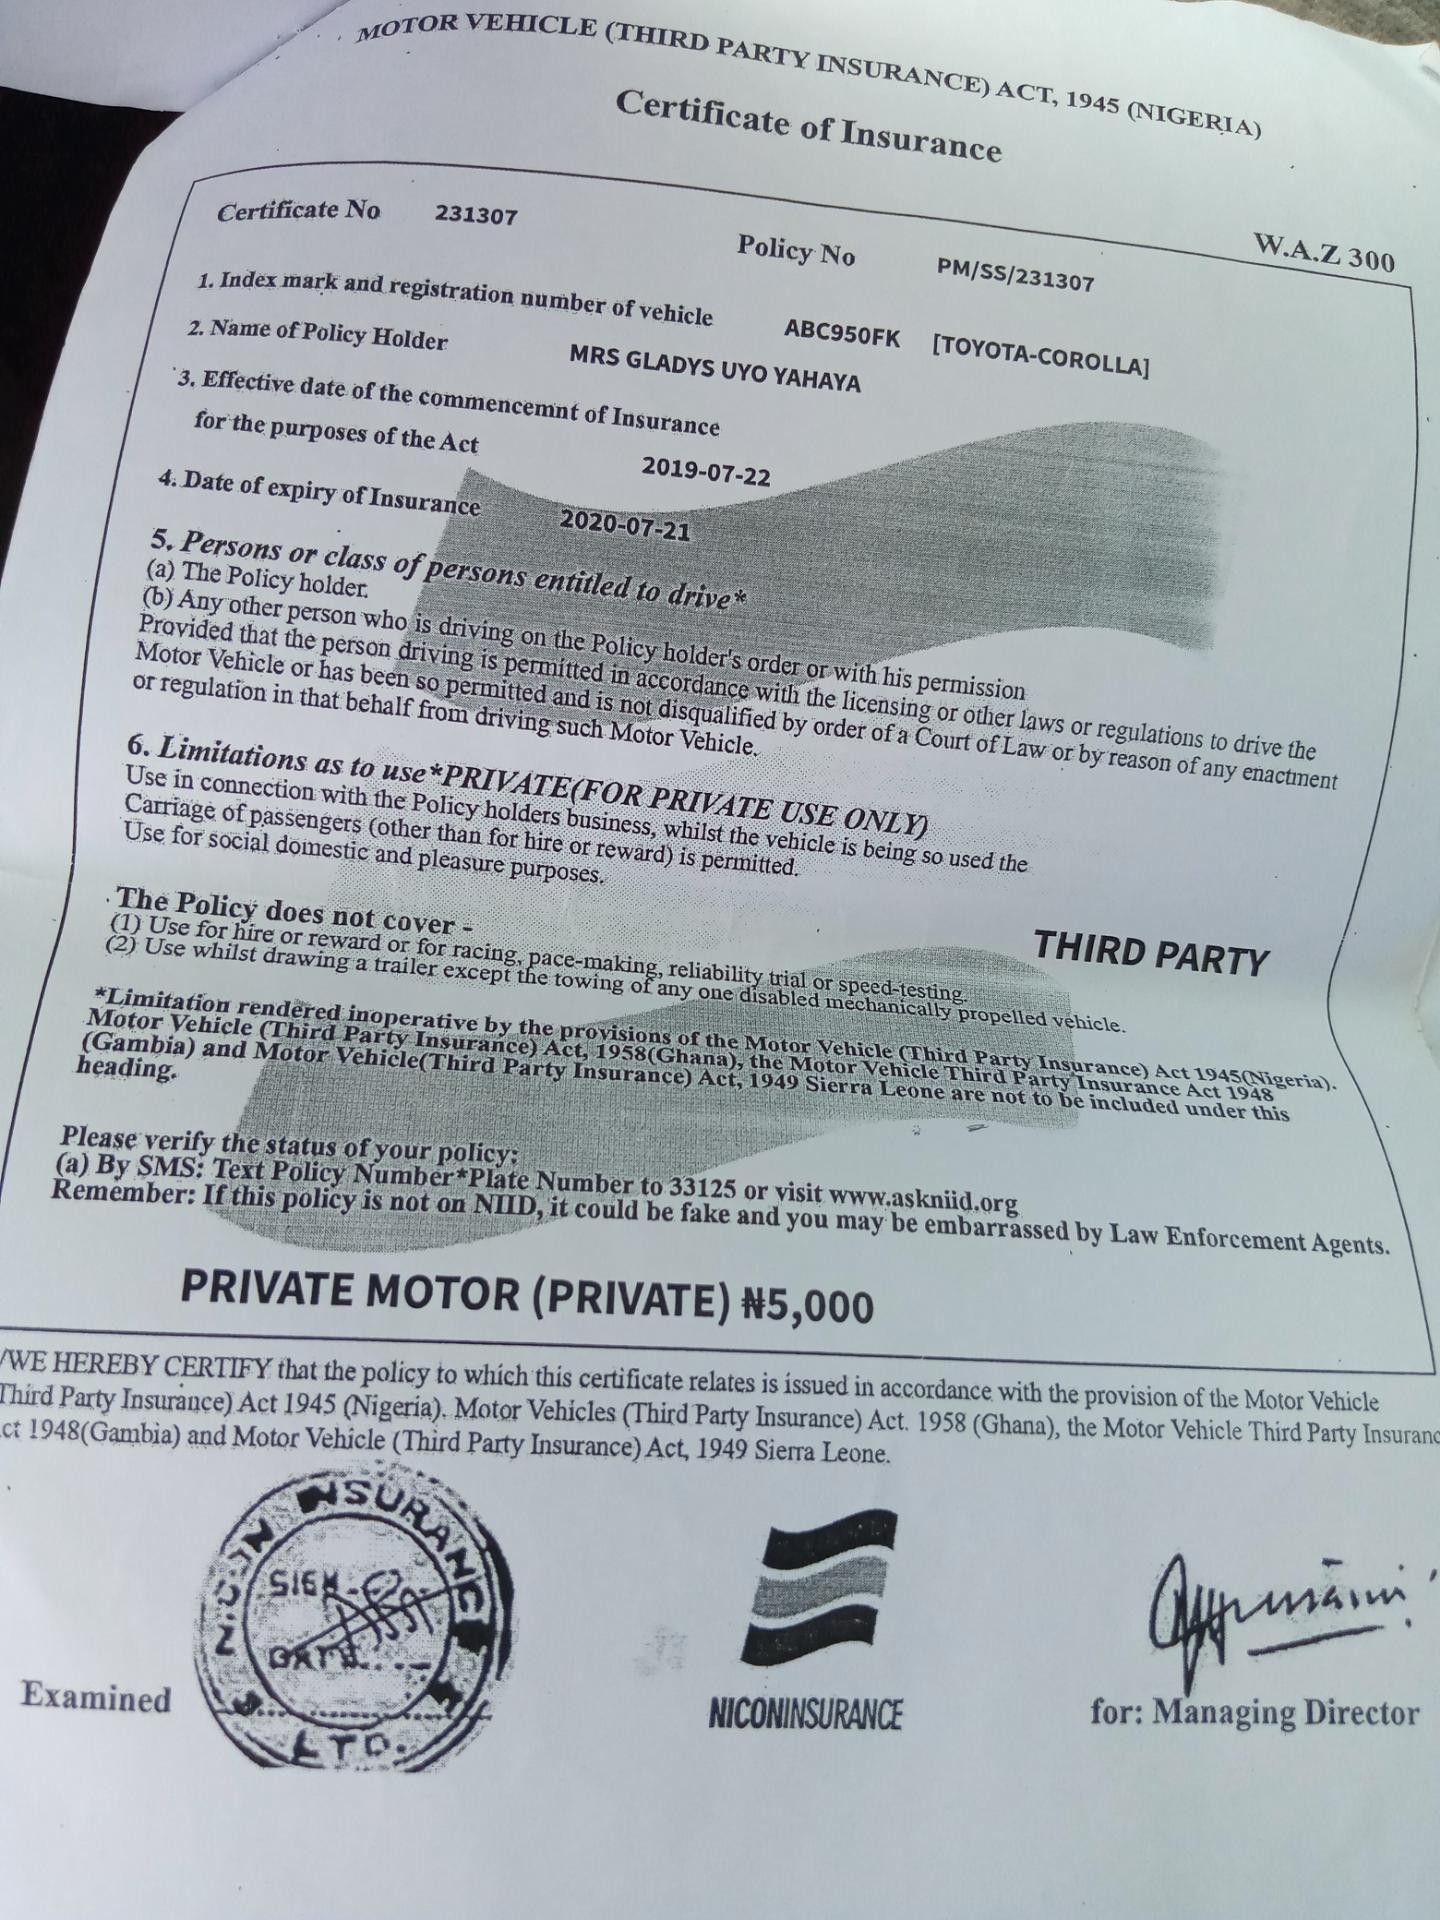 MOTOR VEHICLE (THIRD PARTY INSURANCE) ACT, 1945 (NIGERIA)
Certificate of Insurance
W.A.Z 300
Certificate No 231307 Policy No PM/SS/231307
1. Index mark and registration number of vehicle ABC950FK [TOYOTA-COROLLA]
2. Name of Policy Holder MRS GLADYS UYO YAHAYA
3. Effective date of the commencemnt of Insurance
for the purposes of the Act 2019-07-22
4. Date of expiry of Insurance 2020-07-21
5. Persons or class of persons entitled to drive*
(a) The Policy holder.
(b) Any other person who is driving on the Policy holder's order or with his permission
Provided that the person driving is permitted in accordance with the licensing or other laws or regulations to drive the
Motor Vehicle or has been so permitted and is not disqualified by order of a Court of Law or by reason of any enactment
or regulation in that behalf from driving such Motor Vehicle.
6. Limitations as to use*PRIVATE(FOR PRIVATE USE ONLY)
Use in connection with the Policy holders business, whilst the vehicle is being so used the
Carriage of passengers (other than for hire or reward) is permitted.
Use for social domestic and pleasure purposes.
The Policy does not cover -
(1) Use for hire or reward or for racing, pace-making, reliability trial or speed-testing.
(2) Use whilst drawing a trailer except the towing of any one disabled mechanically propelled vehicle.
THIRD PARTY
*Limitation rendered inoperative by the provisions of the Motor Vehicle (Third Party Insurance) Act 1945(Nigeria).
Motor Vehicle (Third Party Insurance) Act, 1958(Ghana), the Motor Vehicle Third Party Insurance Act 1948
(Gambia) and Motor Vehicle(Third Party Insurance) Act, 1949 Sierra Leone are not to be included under this
heading.
Please verify the status of your policy:
(a) By SMS: Text Policy Number*Plate Number to 33125 or visit www.askniid.org
Remember: If this policy is not on NIID, it could be fake and you may be embarrassed by Law Enforcement Agents.
PRIVATE MOTOR (PRIVATE) ₦5,000
/WE HEREBY CERTIFY that the policy to which this certificate relates is issued in accordance with the provision of the Motor Vehicle
Third Party Insurance) Act 1945 (Nigeria). Motor Vehicles (Third Party Insurance) Act. 1958 (Ghana), the Motor Vehicle Third Party Insuranc
ct 1948(Gambia) and Motor Vehicle (Third Party Insurance) Act, 1949 Sierra Leone.
NICON INSURANCE
SIGN
LTD.
Examined
NICONINSURANCE
for: Managing Director